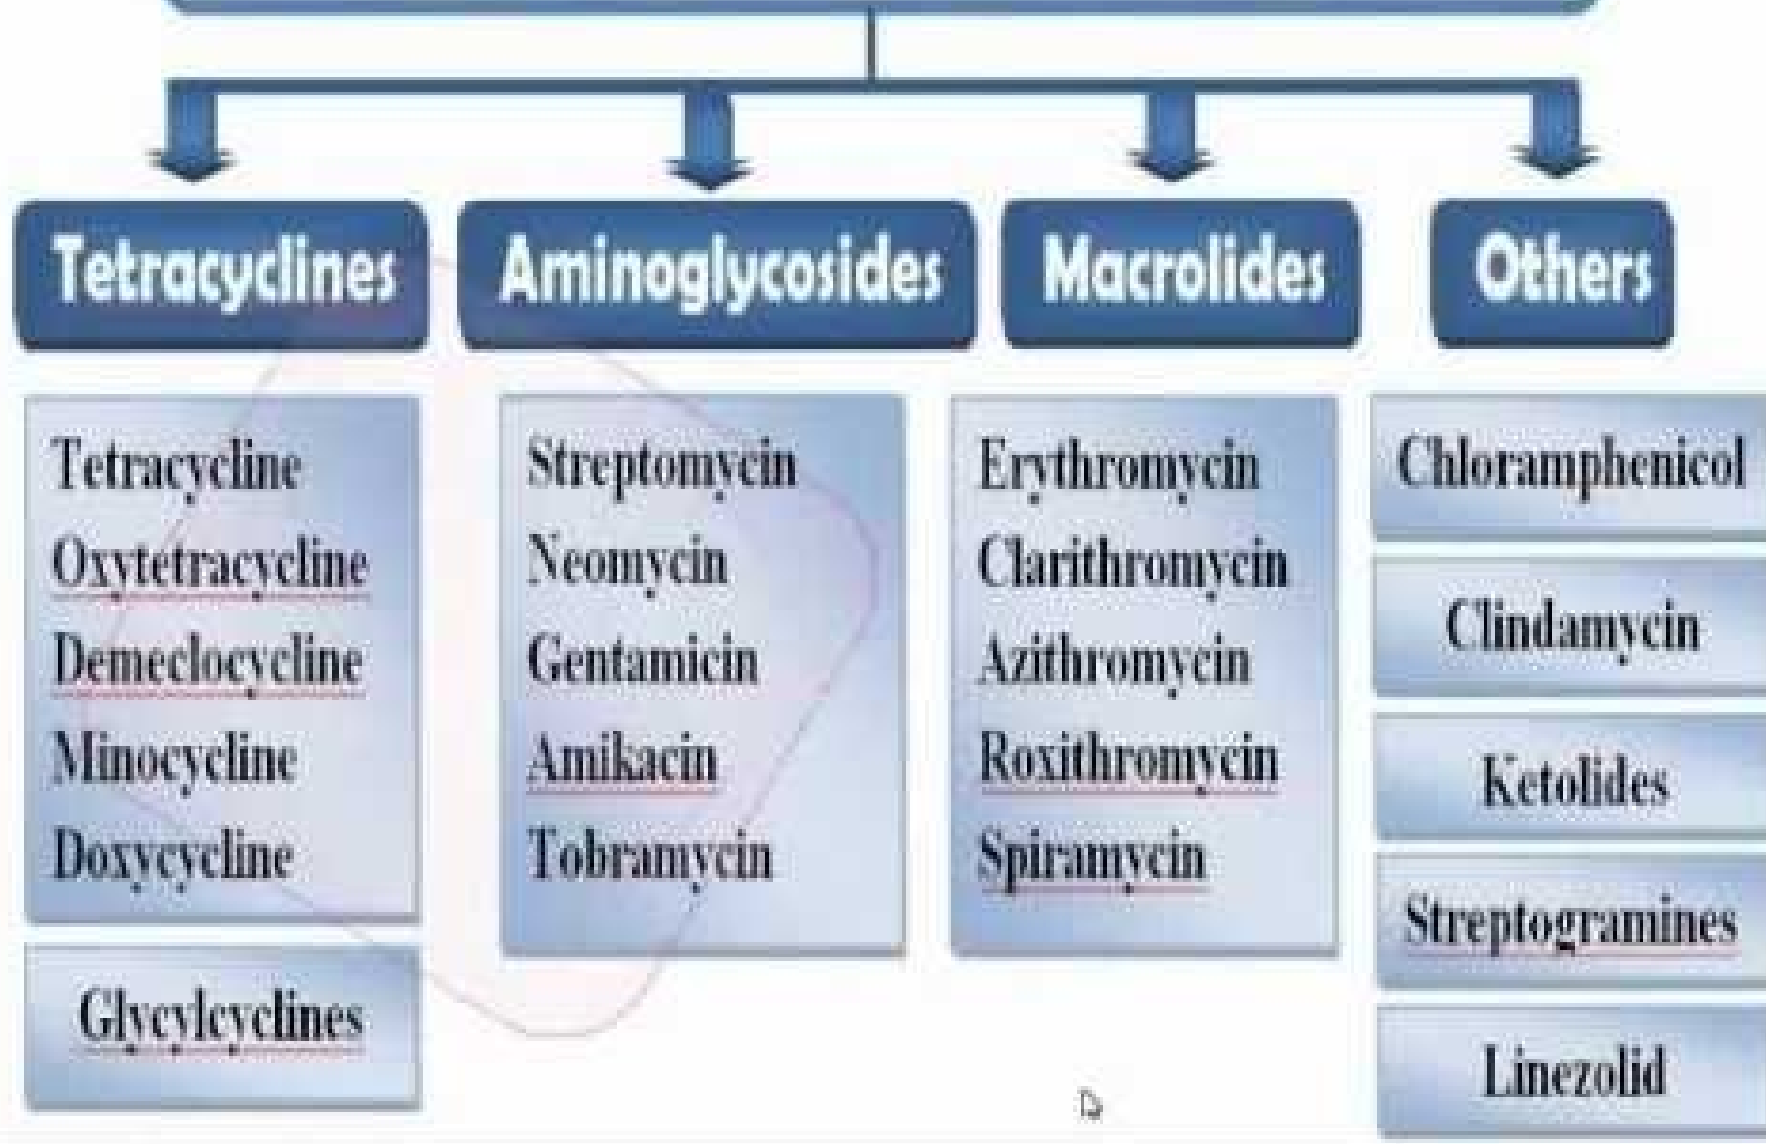 Tetracyclines
Aminoglycosides
Macrolides
Others
Tetracycline
Oxytetracycline
Demeclocycline
Minocycline
Doxycycline
Glycylcyclines
Streptomycin
Neomycin
Gentamicin
Amikacin
Tobramycin
Erythromycin
Clarithromycin
Azithromycin
Roxithromycin
Spiramycin
Chloramphenicol
Clindamycin
Ketolides
Streptogramines
Linezolid